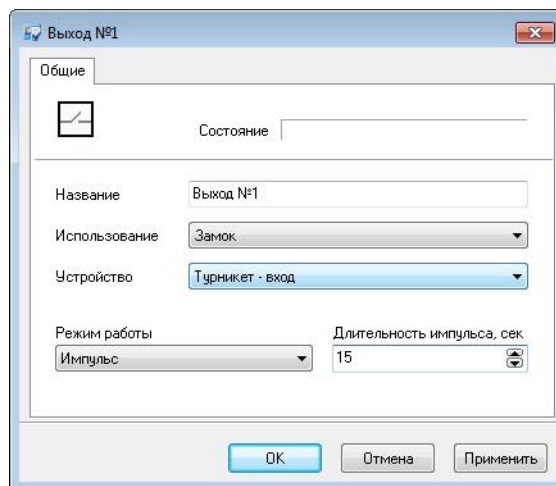 Выход №1
Общие
Состояние
Название Выход №1
Использование Замок
Устройство Турникет - вход
Режим работы Длительность импульса, сек
Импульс 15
OK Отмена Применить